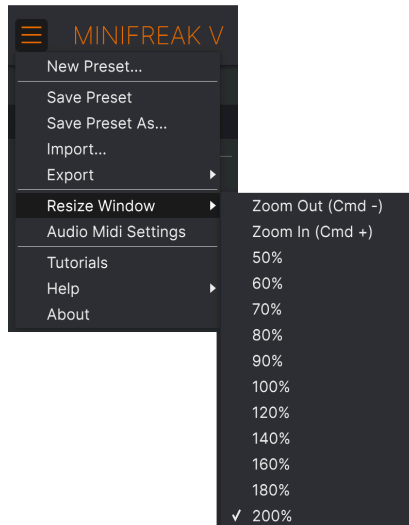 MINIFREAK V
New Preset...
Save Preset
Save Preset As...
Import...
Export
Resize Window
Audio Midi Settings
Tutorials
Help
About
Zoom Out (Cmd -)
Zoom In (Cmd +)
50%
60%
70%
80%
90%
100%
120%
140%
160%
180%
200%